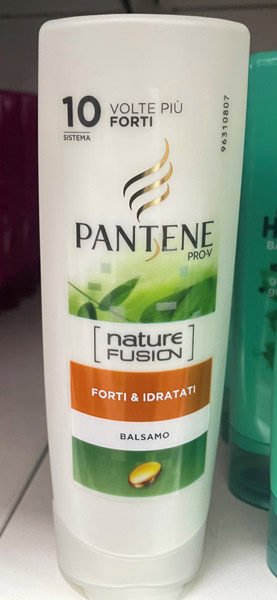 10 VOLTE PIÙ
SISTEMA FORTI
96310807
PANTENE
PRO-V
[nature
FUSION]
FORTI & IDRATATI
BALSAMO
H